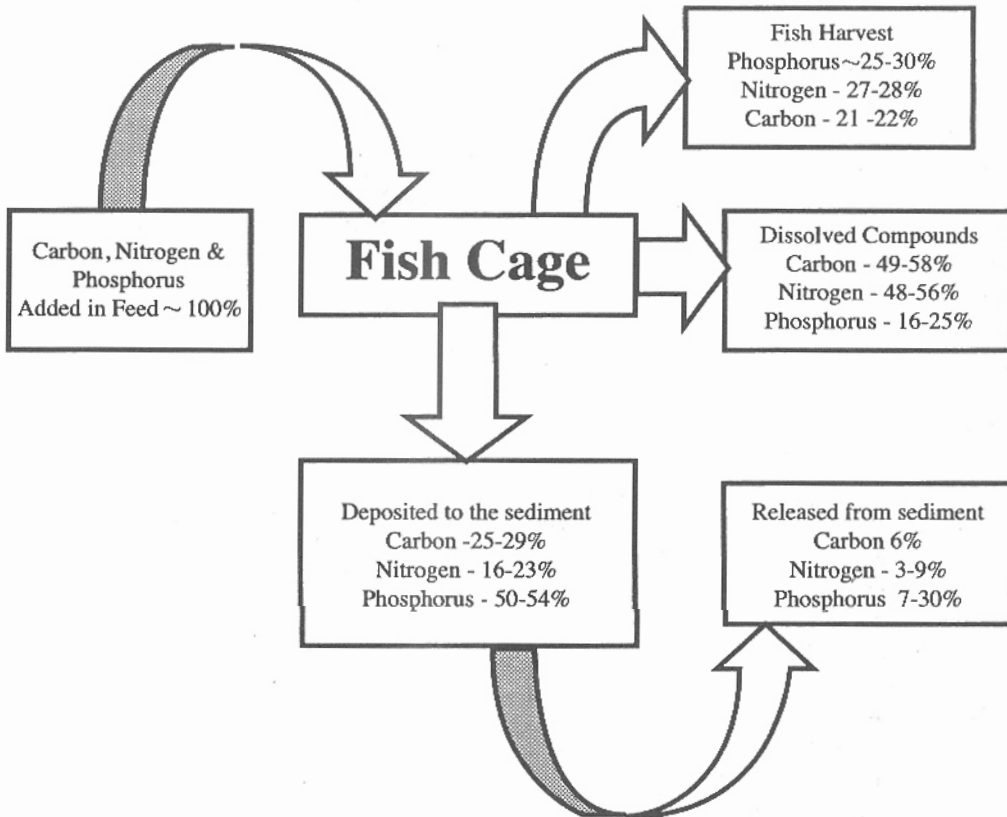 Carbon, Nitrogen &
Phosphorus
Added in Feed ~ 100%
Fish Cage
Fish Harvest
Phosphorus~25-30%
Nitrogen - 27-28%
Carbon - 21 -22%
Dissolved Compounds
Carbon - 49-58%
Nitrogen - 48-56%
Phosphorus - 16-25%
Deposited to the sediment
Carbon -25-29%
Nitrogen - 16-23%
Phosphorus - 50-54%
Released from sediment
Carbon 6%
Nitrogen - 3-9%
Phosphorus 7-30%